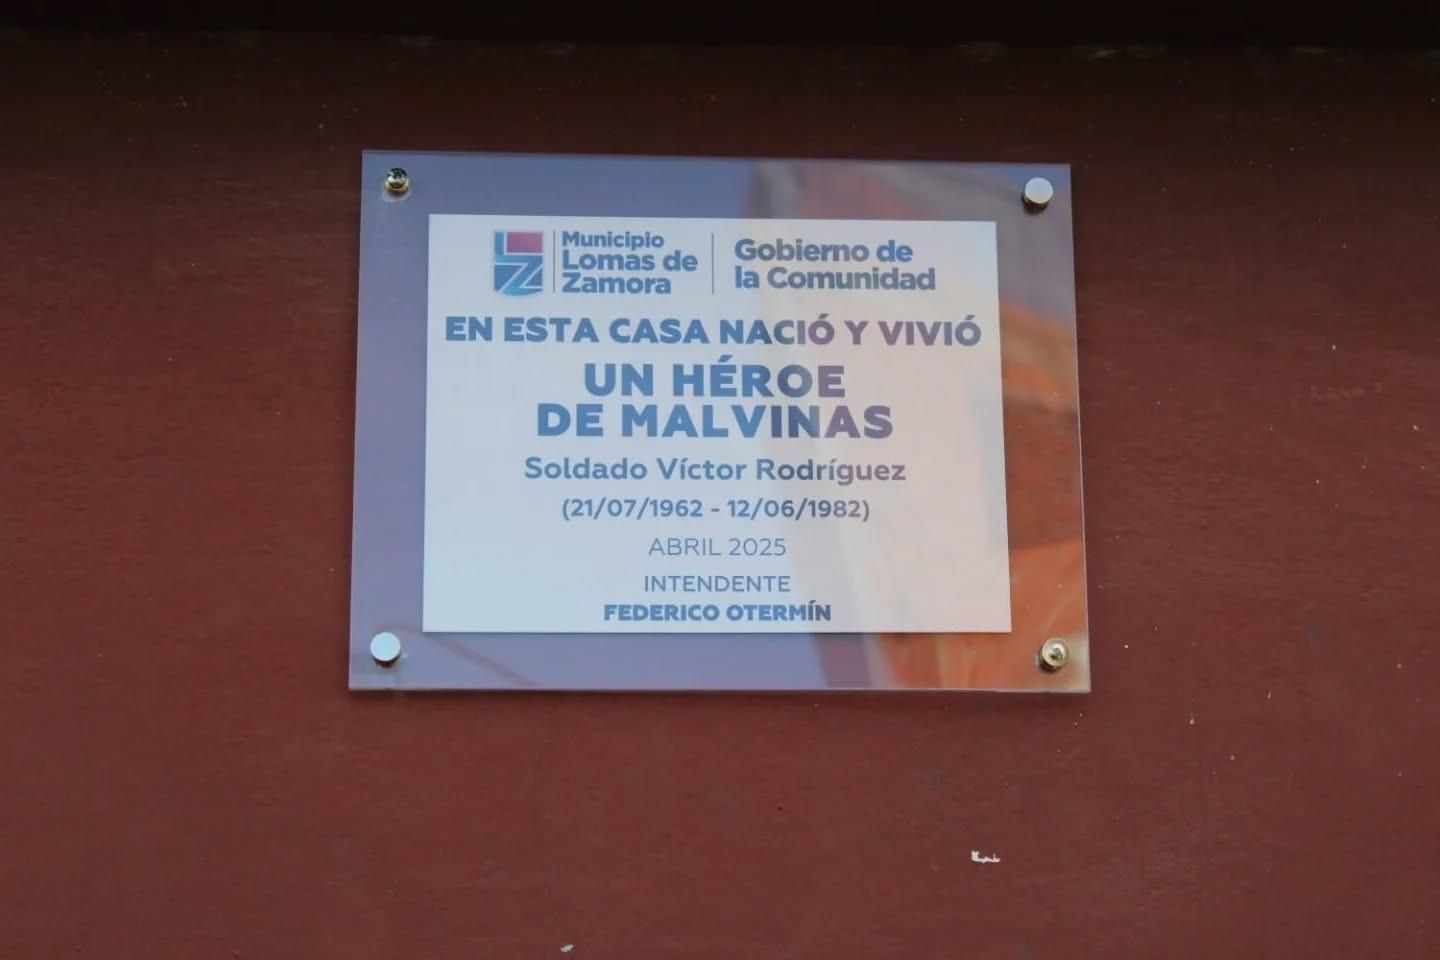 Municipio
Lomas de
Zamora
Gobierno de
la Comunidad
EN ESTA CASA NACIÓ Y VIVIÓ
UN HÉROE
DE MALVINAS
Soldado Víctor Rodríguez
(21/07/1962 - 12/06/1982)
ABRIL 2025
INTENDENTE
FEDERICO OTERMÍN